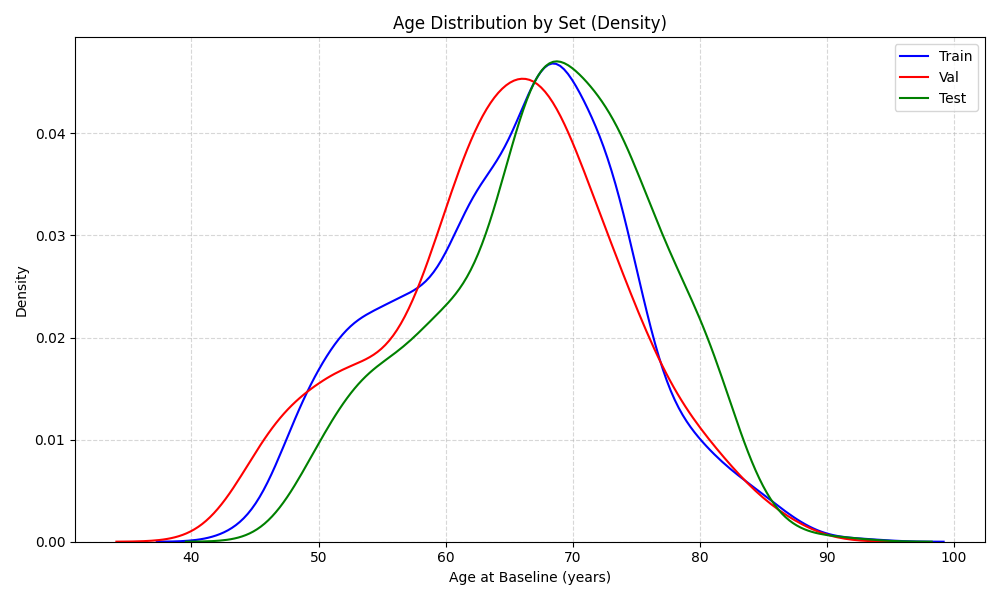 Age Distribution by Set (Density)
Train
Val
Test
Density
0.04
0.03
0.02
0.01
0.00
40 50 60 70 80 90 100
Age at Baseline (years)